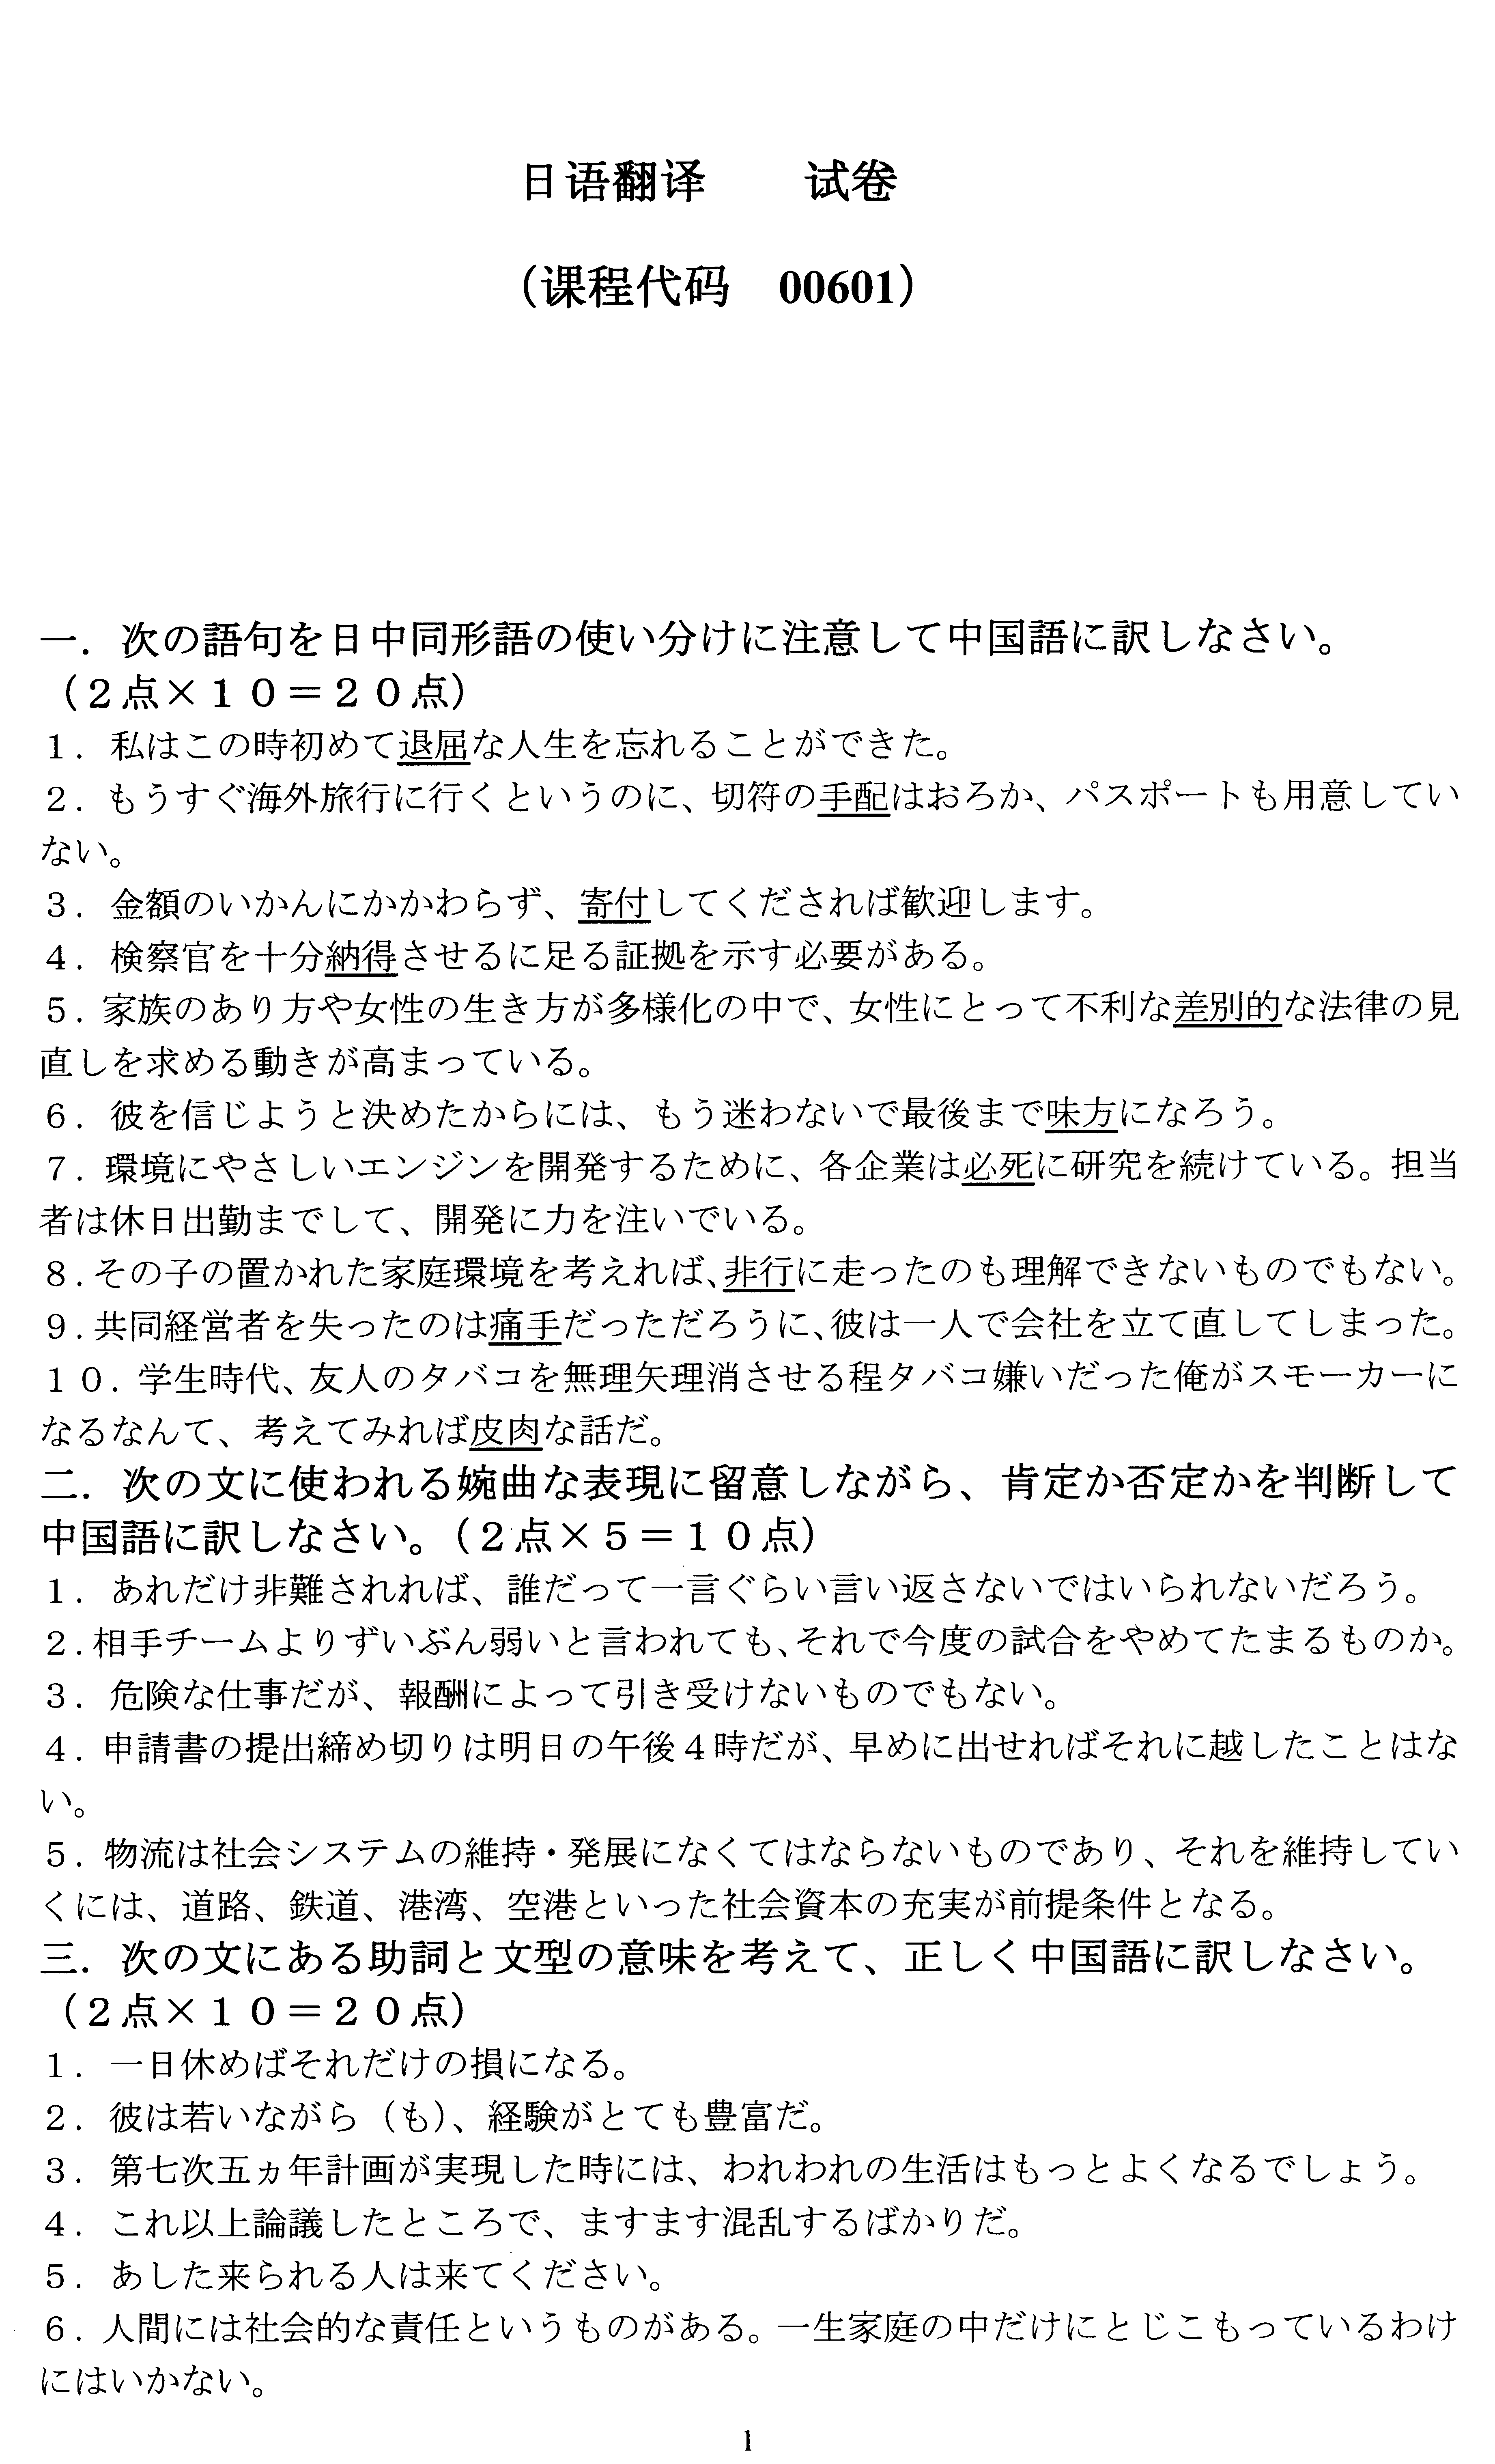 日语翻译　　试卷
（课程代码　00601）
一．次の語句を日中同形語の使い分けに注意して中国語に訳しなさい。
（２点×１０＝２０点）
１．私はこの時初めて退屈な人生を忘れることができた。
２．もうすぐ海外旅行に行くというのに、切符の手配はおろか、パスポートも用意してい
ない。
３．金額のいかんにかかわらず、寄付してくだされば歓迎します。
４．検察官を十分納得させるに足る証拠を示す必要がある。
５．家族のあり方や女性の生き方が多様化の中で、女性にとって不利な差別的な法律の見
直しを求める動きが高まっている。
６．彼を信じようと決めたからには、もう迷わないで最後まで味方になろう。
７．環境にやさしいエンジンを開発するために、各企業は必死に研究を続けている。担当
者は休日出勤までして、開発に力を注いでいる。
８．その子の置かれた家庭環境を考えれば、非行に走ったのも理解できないものでもない。
９．共同経営者を失ったのは痛手だっただろうに、彼は一人で会社を立て直してしまった。
１０．学生時代、友人のタバコを無理矢理消させる程タバコ嫌いだった俺がスモーカーに
なるなんて、考えてみれば皮肉な話だ。
二．次の文に使われる婉曲な表現に留意しながら、肯定か否定かを判断して
中国語に訳しなさい。（２点×５＝１０点）
１．あれだけ非難されれば、誰だって一言ぐらい言い返さないではいられないだろう。
２．相手チームよりずいぶん弱いと言われても、それで今度の試合をやめてたまるものか。
３．危険な仕事だが、報酬によって引き受けないものでもない。
４．申請書の提出締め切りは明日の午後４時だが、早めに出せればそれに越したことはな
い。
５．物流は社会システムの維持・発展になくてはならないものであり、それを維持してい
くには、道路、鉄道、港湾、空港といった社会資本の充実が前提条件となる。
三．次の文にある助詞と文型の意味を考えて、正しく中国語に訳しなさい。
（２点×１０＝２０点）
１．一日休めばそれだけの損になる。
２．彼は若いながら（も）、経験がとても豊富だ。
３．第七次五ヵ年計画が実現した時には、われわれの生活はもっとよくなるでしょう。
４．これ以上論議したところで、ますます混乱するばかりだ。
５．あした来られる人は来てください。
６．人間には社会的な責任というものがある。一生家庭の中だけにとじこもっているわけ
にはいかない。
1